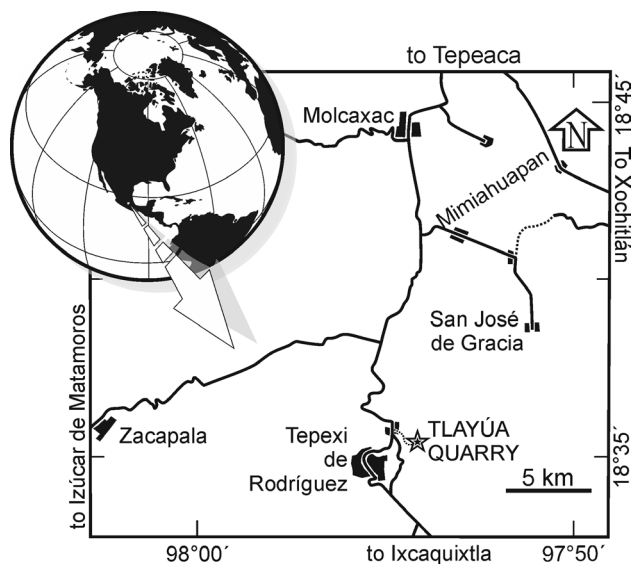 to Tepeaca
Molcaxac
18°45´
N
Mimiahuapan
To Xochitlán
San José
de Gracia
to Izúcar de Matamoros
Zacapala
Tepexi
de
Rodríguez
TLAYÚA
QUARRY
18°35´
5 km
98°00´
to Ixcaquixtla
97°50´